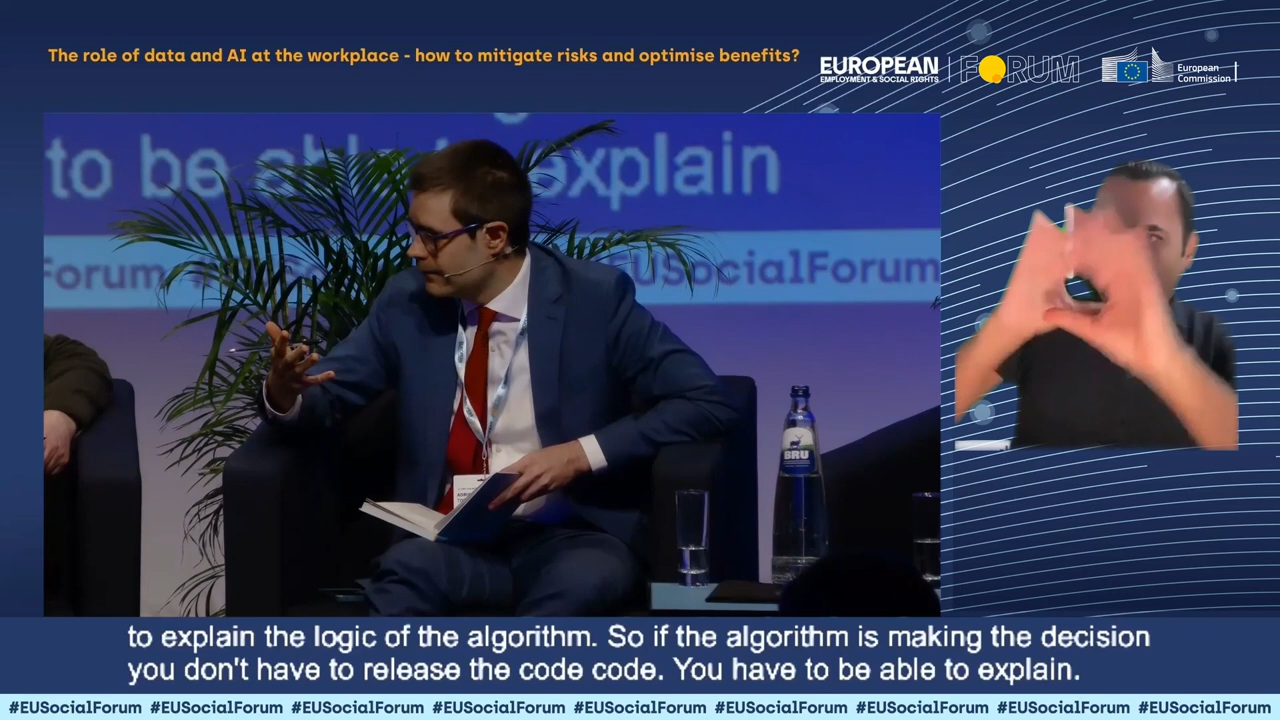 The role of data and AI at the workplace - how to mitigate risks and optimise benefits?
EUROPEAN
EMPLOYMENT & SOCIAL RIGHTS
FORUM
European
Commission
to be able to explain
Forum
EUSocialForum
BRU
to explain the logic of the algorithm. So if the algorithm is making the decision
you don't have to release the code code. You have to be able to explain.
#EUSocialForum #EUSocialForum #EUSocialForum #EUSocialForum #EUSocialForum #EUSocialForum #EUSocialForum #EUSocialForum #EUSocialForum